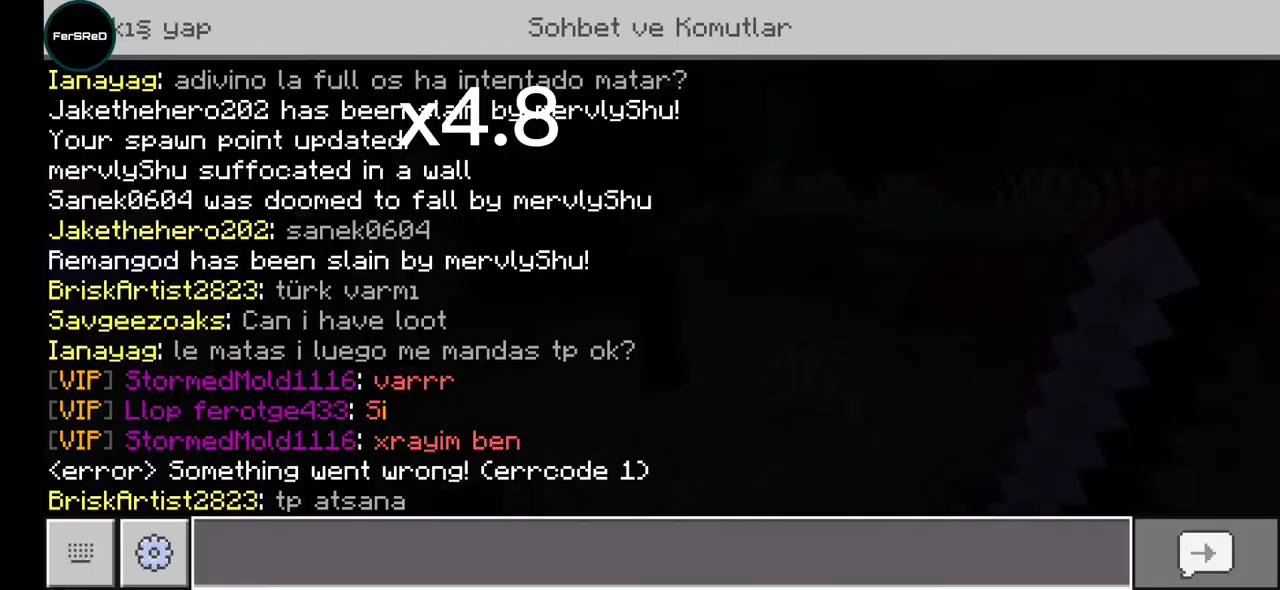 FerSReD
kış yap
Sohbet ve Komutlar
Ianayag: adivino la full os ha intentado matar?
Jakethehero202 has been slain by mervlyShu!
x4.8
Your spawn point updated.
mervlyShu suffocated in a wall
Sanek0604 was doomed to fall by mervlyShu
Jakethehero202: sanek0604
Remangod has been slain by mervlyShu!
BriskArtist2823: türk varmı
Savgeezoaks: Can i have loot
Ianayag: le matas i luego me mandas tp ok?
[VIP] StormedMold1116: varrr
[VIP] Llop ferotge433: Si
[VIP] StormedMold1116: xrayim ben
<error> Something went wrong! (errcode 1)
BriskArtist2823: tp atsana